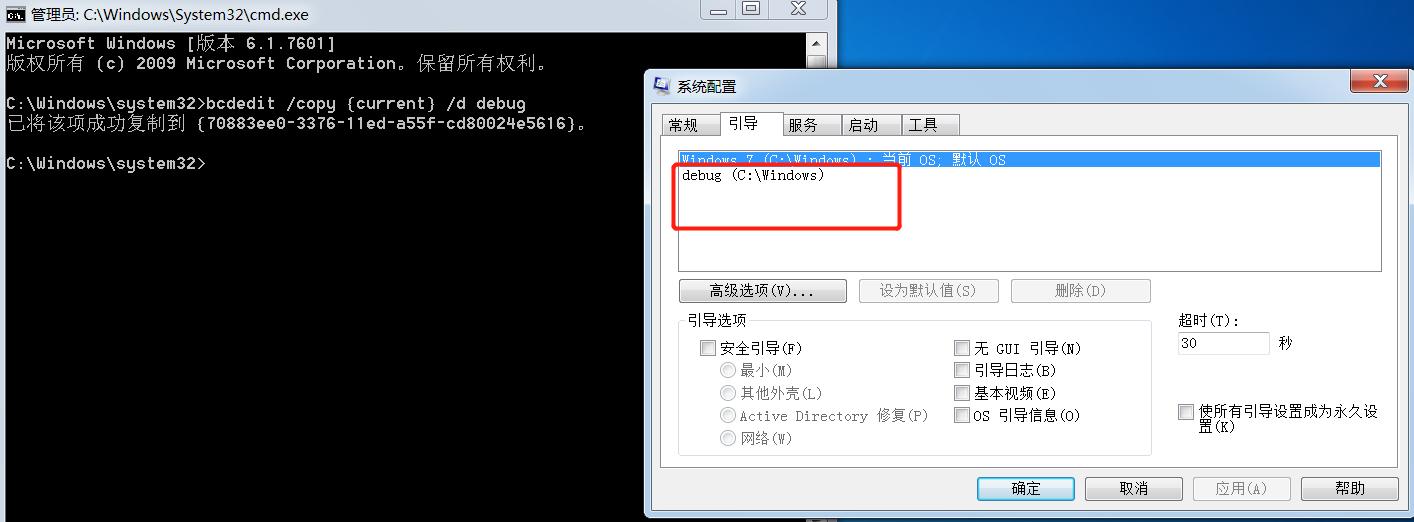 管理员: C:\Windows\System32\cmd.exe
Microsoft Windows [版本 6.1.7601]
版权所有 (c) 2009 Microsoft Corporation。保留所有权利。
C:\Windows\system32>bcdedit /copy {current} /d debug
已将该项成功复制到 {70883ee0-3376-11ed-a55f-cd80024e5616}。
C:\Windows\system32>
系统配置
常规 引导 服务 启动 工具
Windows 7 (C:\Windows) : 当前 OS; 默认 OS
debug (C:\Windows)
高级选项(V)... 设为默认值(S) 删除(D)
引导选项
超时(T):
安全引导(F) 无 GUI 引导(N) 30 秒
最小(M) 引导日志(B)
其他外壳(L) 基本视频(E)
Active Directory 修复(P) OS 引导信息(O) 使所有引导设置成为永久设
置(K)
网络(W)
确定 取消 应用(A) 帮助